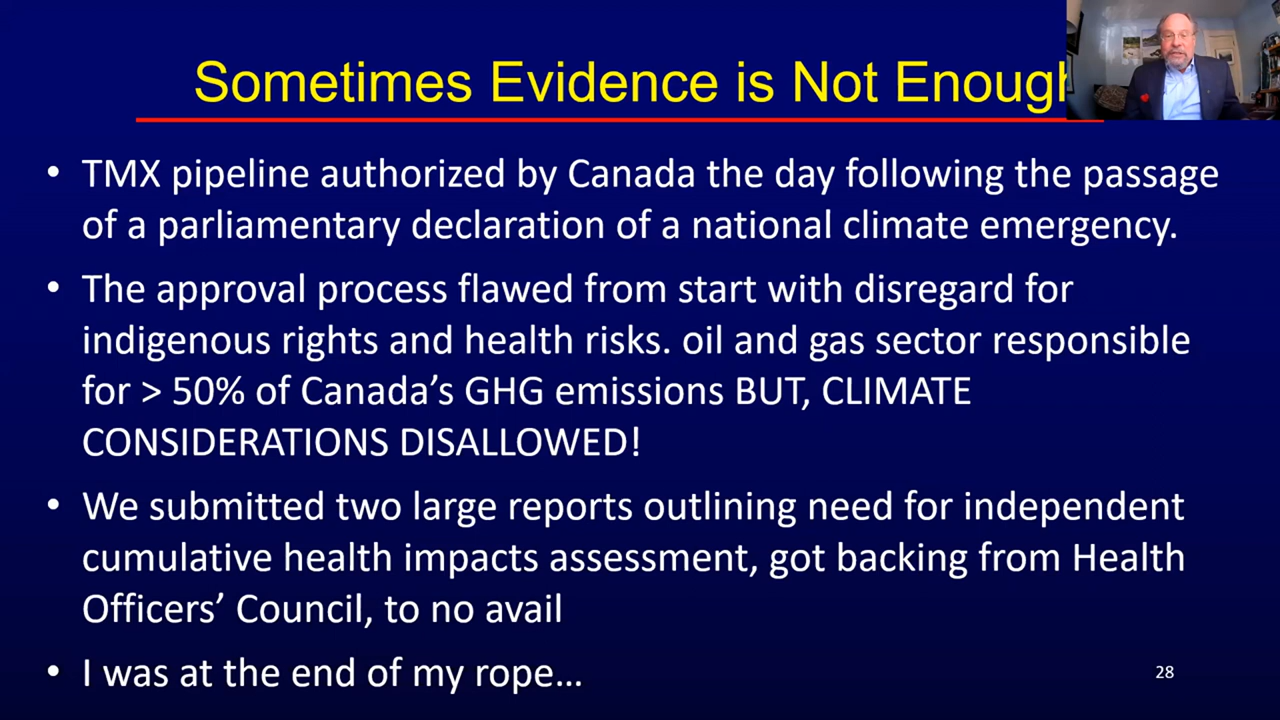 Sometimes Evidence is Not Enough
• TMX pipeline authorized by Canada the day following the passage
of a parliamentary declaration of a national climate emergency.
• The approval process flawed from start with disregard for
indigenous rights and health risks. oil and gas sector responsible
for > 50% of Canada’s GHG emissions BUT, CLIMATE
CONSIDERATIONS DISALLOWED!
• We submitted two large reports outlining need for independent
cumulative health impacts assessment, got backing from Health
Officers’ Council, to no avail
• I was at the end of my rope…
28